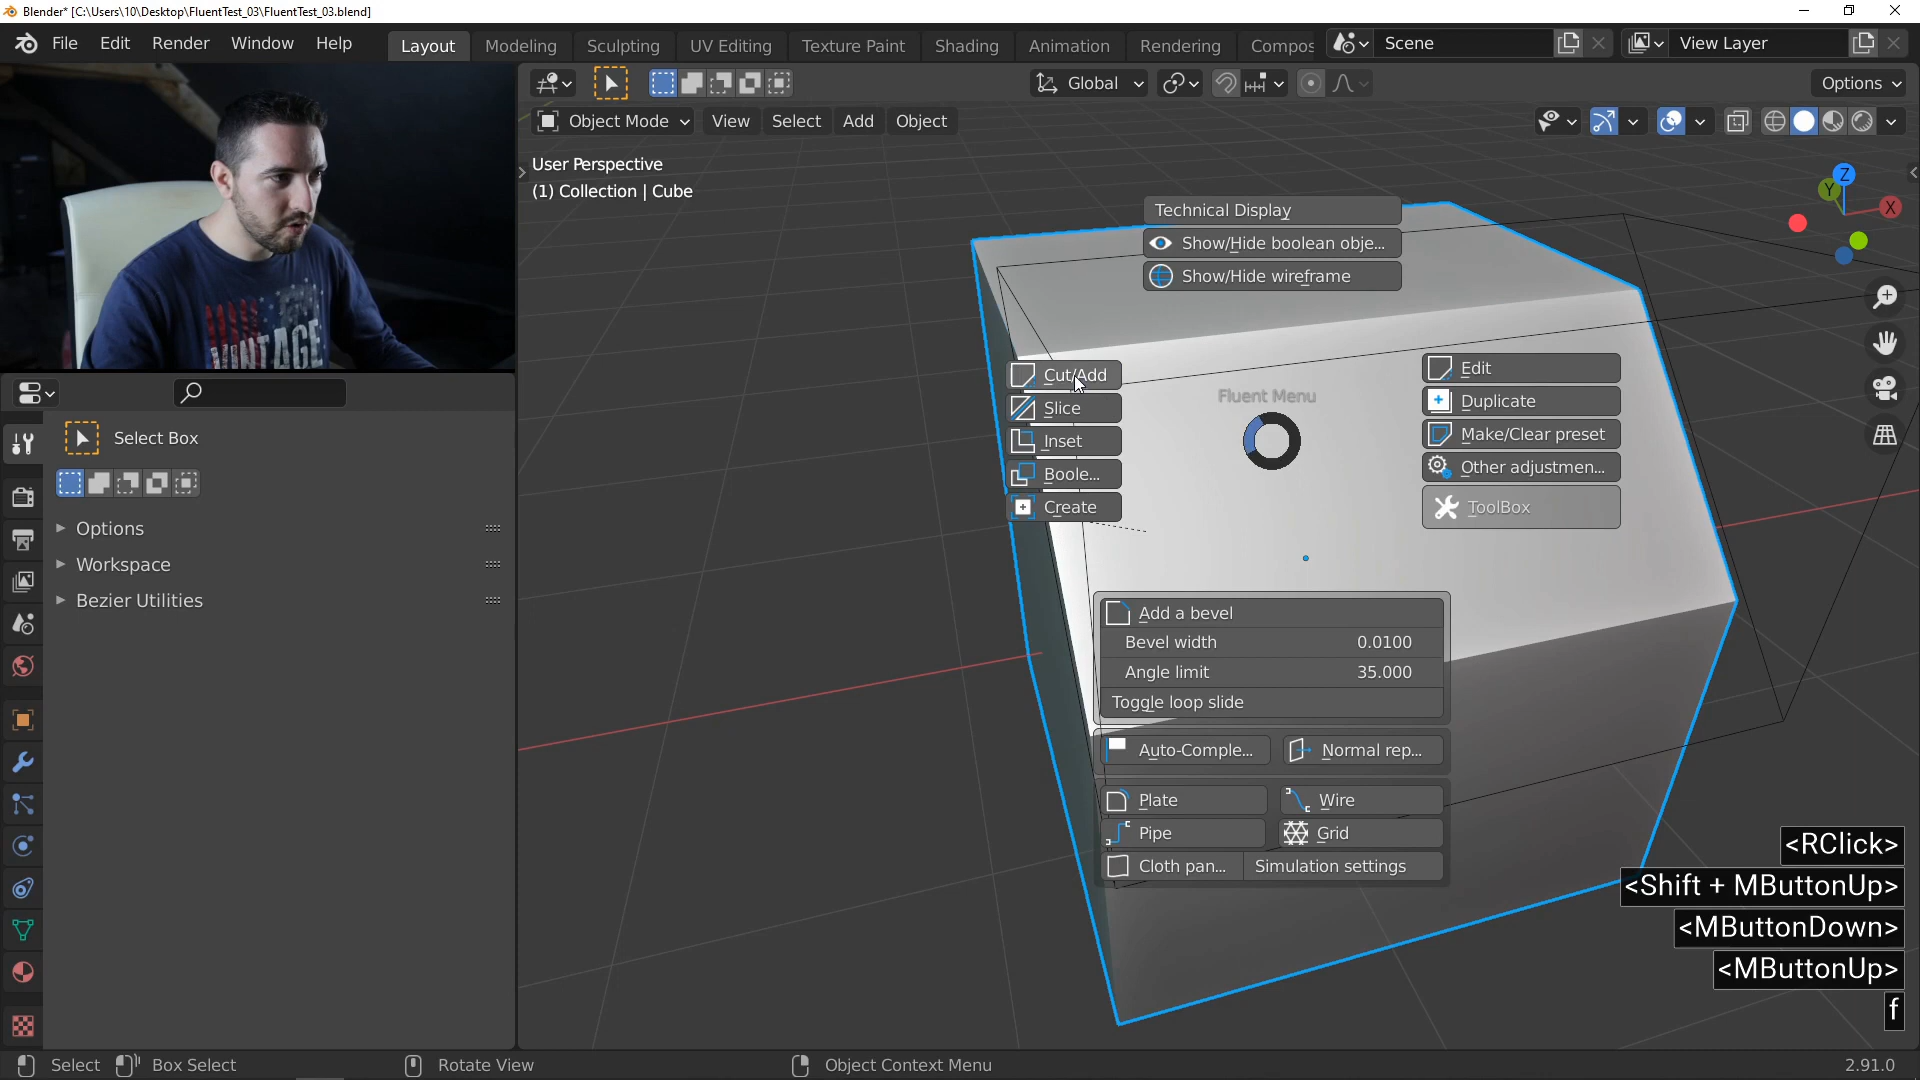 Blender* [C:\Users\10\Desktop\FluentTest_03\FluentTest_03.blend]
File Edit Render Window Help Layout Modeling Sculpting UV Editing Texture Paint Shading Animation Rendering Compos Scene View Layer
Global Options
Object Mode View Select Add Object
User Perspective
(1) Collection | Cube
Z
Y
X
VINTAGE
Technical Display
Show/Hide boolean obje...
Show/Hide wireframe
Cut/Add
Slice
Inset
Boole...
Create
Fluent Menu
Edit
Duplicate
Make/Clear preset
Other adjustmen...
ToolBox
Select Box
Options
Workspace
Bezier Utilities
Add a bevel
Bevel width 0.0100
Angle limit 35.000
Toggle loop slide
Auto-Comple... Normal rep...
Plate Wire
Pipe Grid
Cloth pan... Simulation settings
<RClick>
<Shift + MButtonUp>
<MButtonDown>
<MButtonUp>
f
Select Box Select Rotate View Object Context Menu 2.91.0